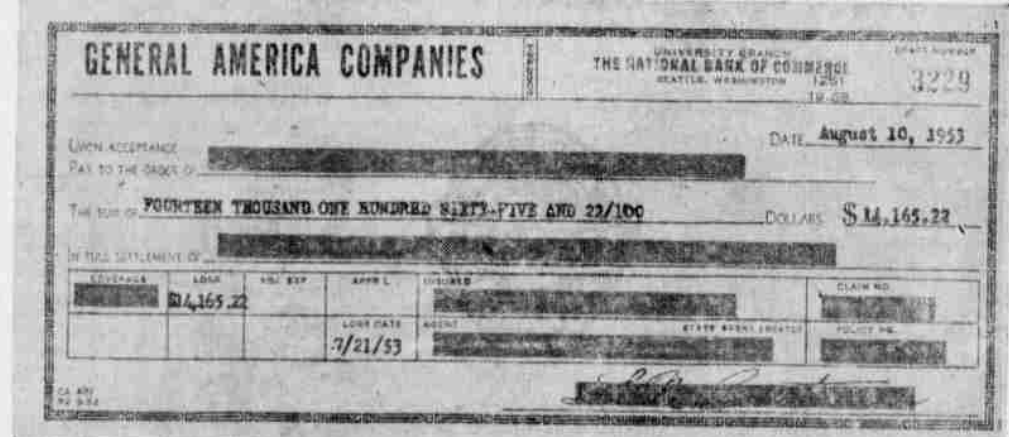 GENERAL AMERICA COMPANIES
UNIVERSITY BRANCH
THE NATIONAL BANK OF COMMERCE
SEATTLE, WASHINGTON
DRAFT NUMBER
3229
DATE August 10, 1953
UPON ACCEPTANCE
PAY TO THE ORDER OF
THE SUM OF FOURTEEN THOUSAND ONE HUNDRED SIXTY-FIVE AND 22/100 DOLLARS $ 14,165.22
IN FULL SETTLEMENT OF
COVERAGE LOSS ADJ. EXP. APPR'L INSURED CLAIM NO.
$14,165.22
LOSS DATE AGENT POLICY NO.
7/21/53